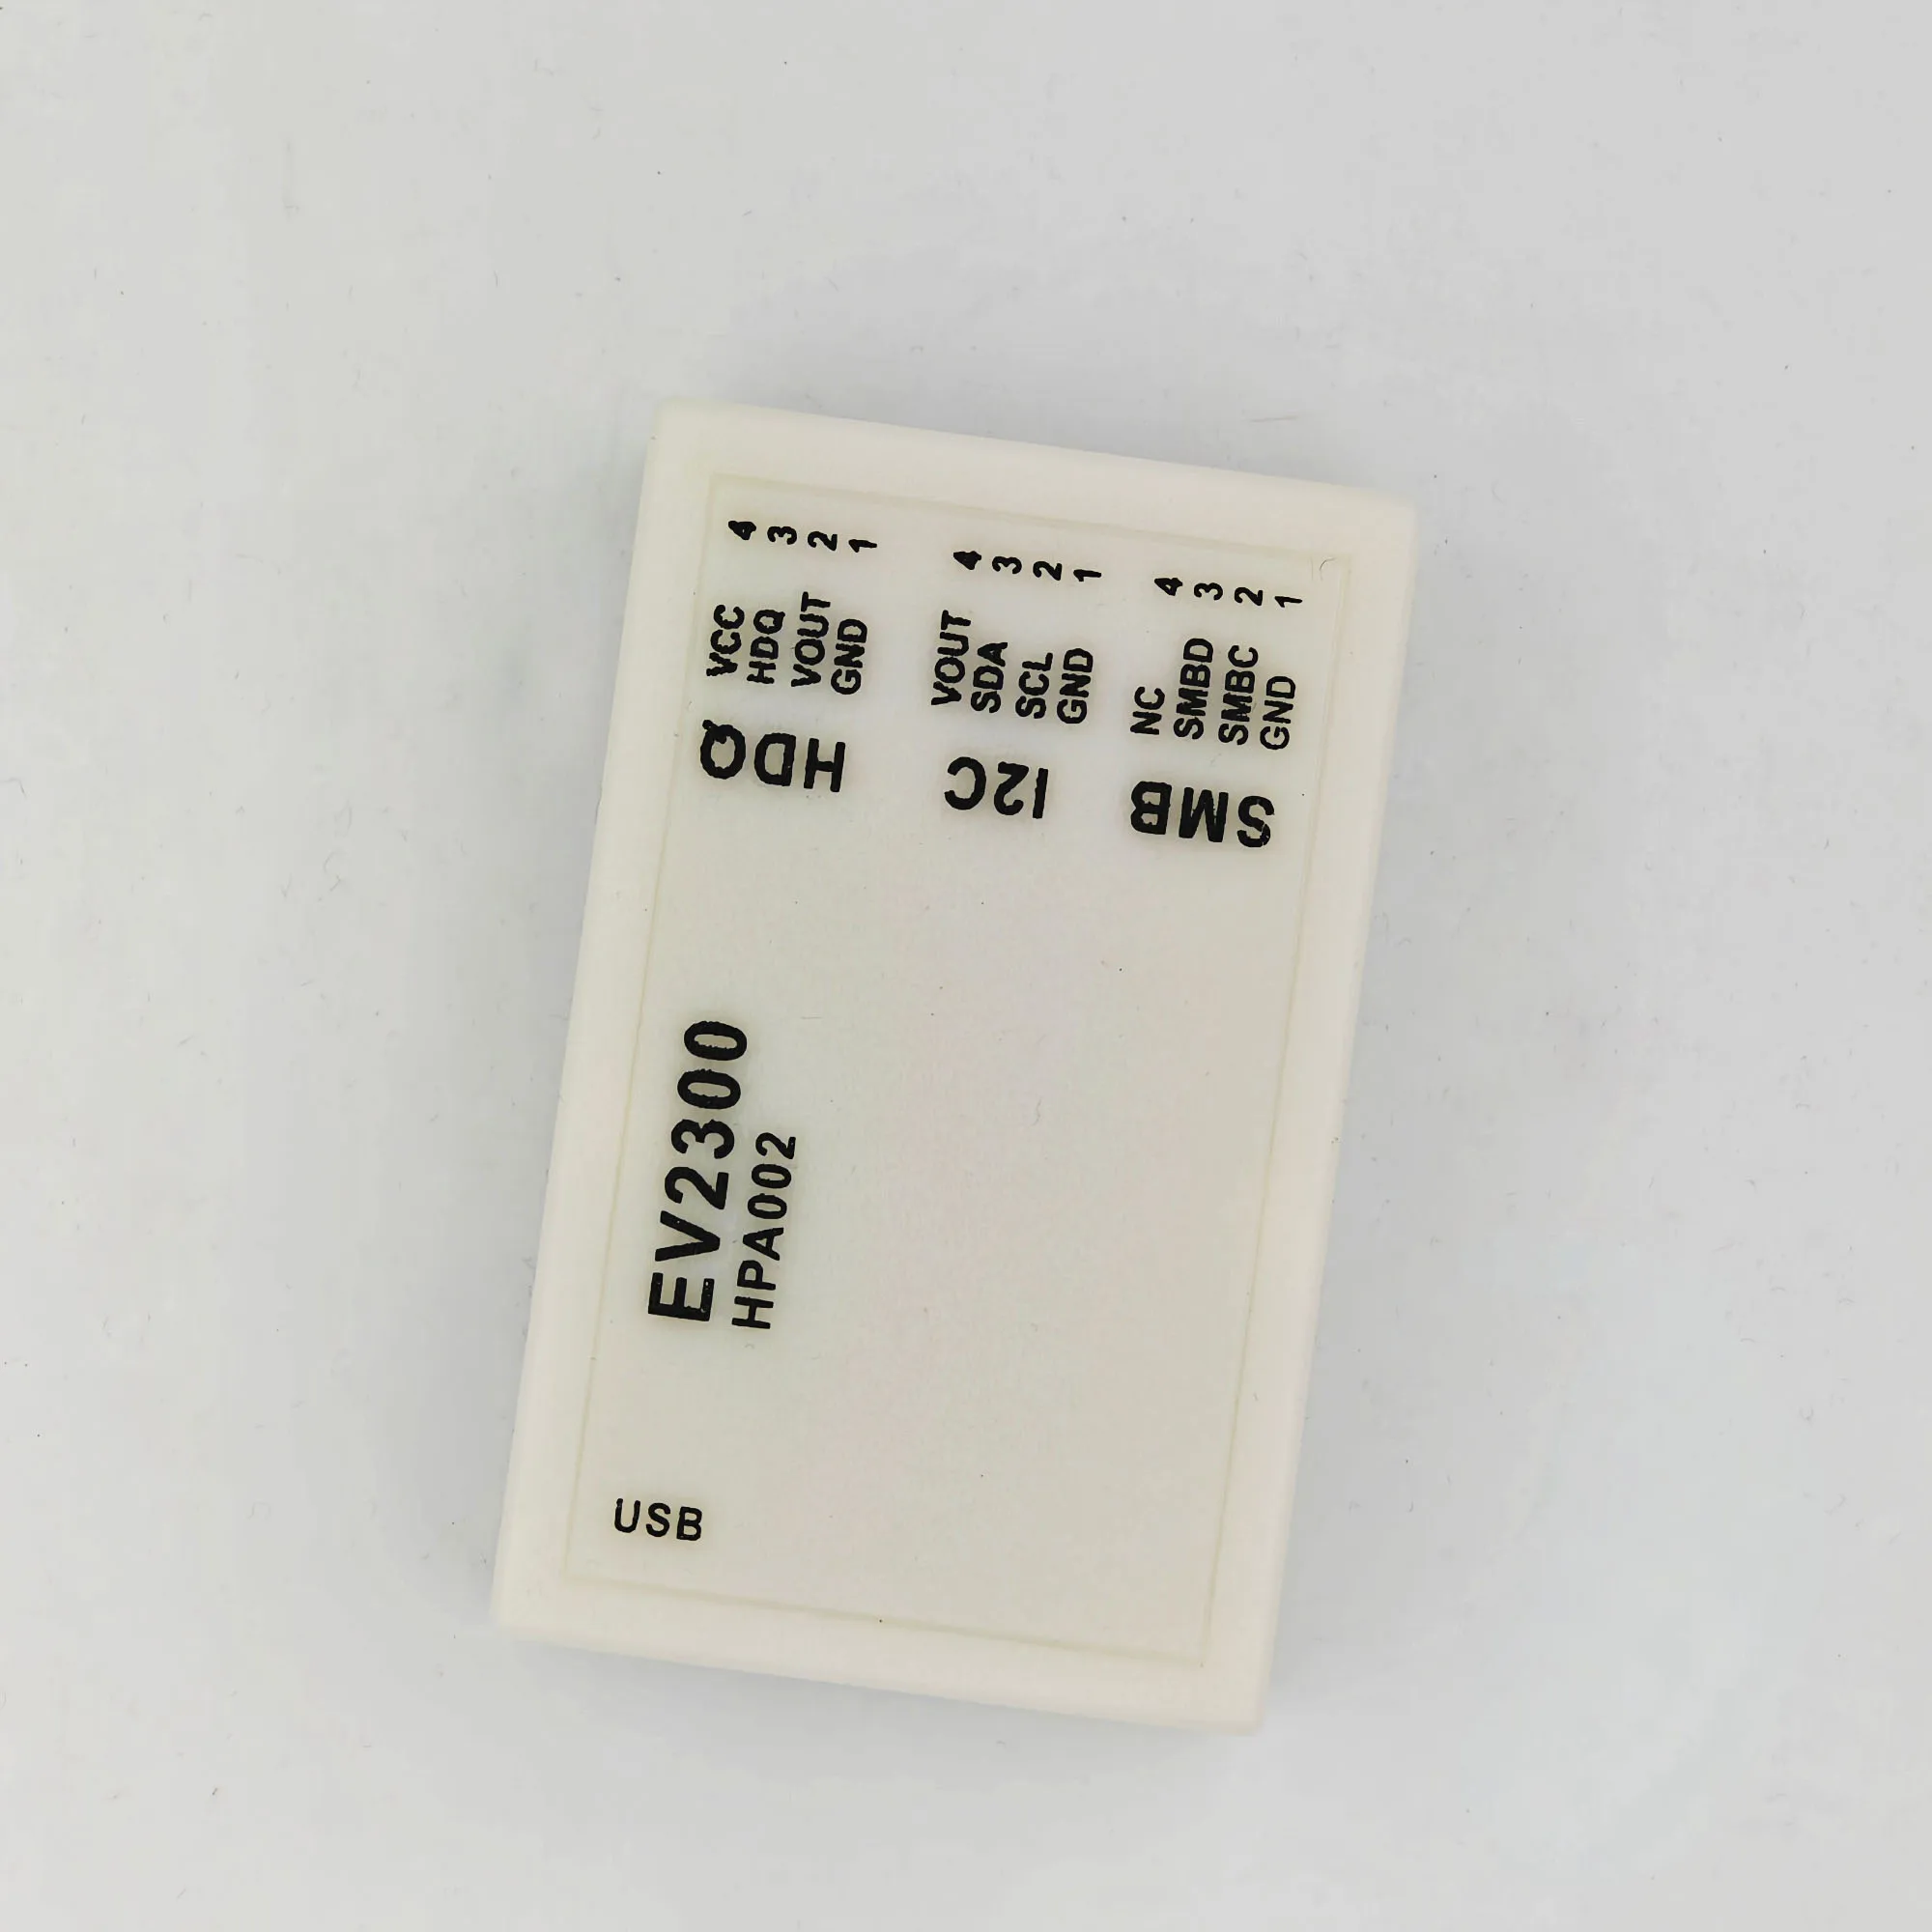 4 3 2 1
VCC
HDQ
VOUT
GND
HDQ
4 3 2 1
VOUT
SDA
SCL
GND
I2C
4 3 2 1
NC
SMBD
SMBC
GND
SMB
EV2300
HPA002
USB